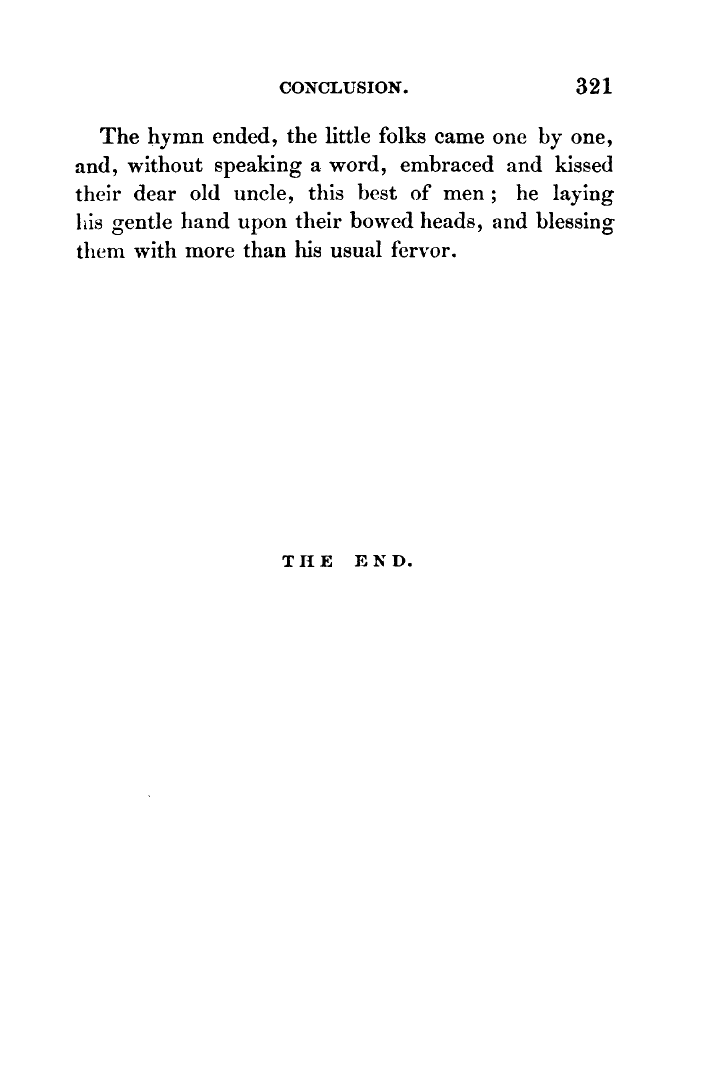 CONCLUSION. 321
The hymn ended, the little folks came one by one,
and, without speaking a word, embraced and kissed
their dear old uncle, this best of men ; he laying
his gentle hand upon their bowed heads, and blessing
them with more than his usual fervor.
THE END.